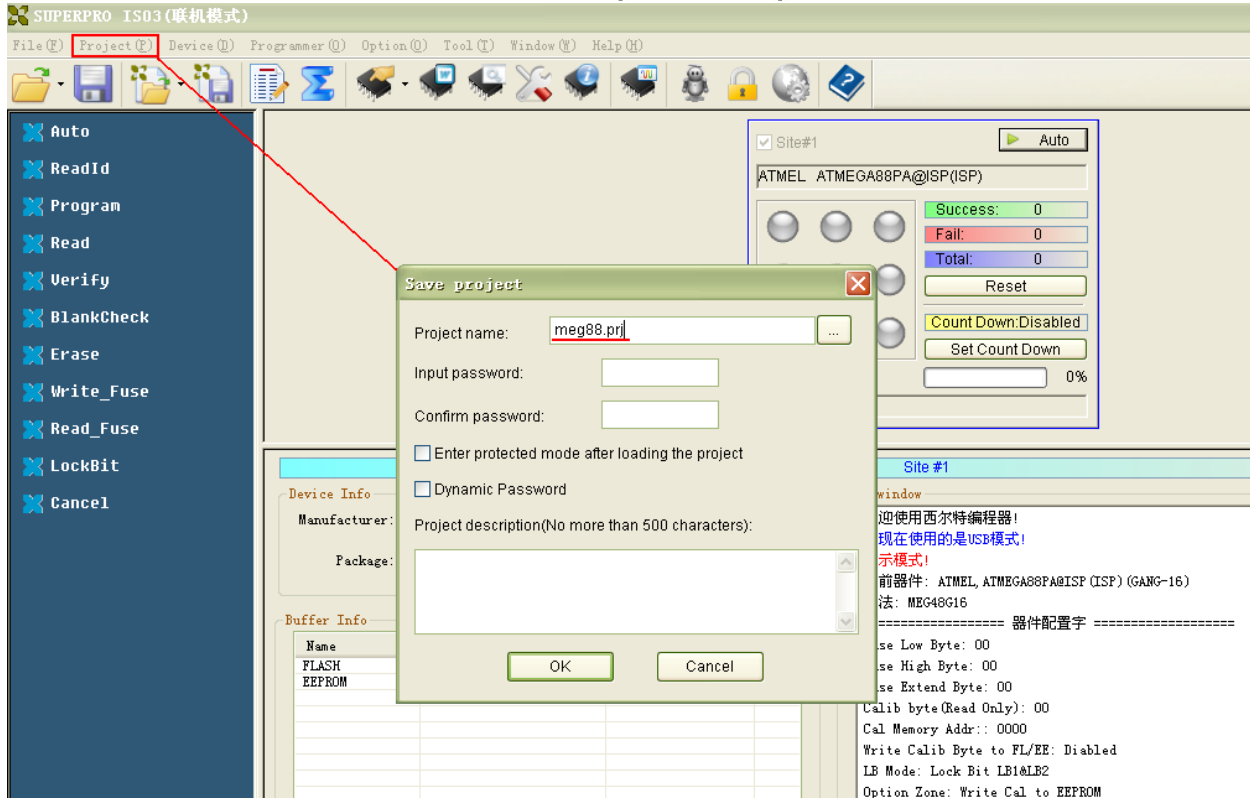 SUPERPRO IS03(联机模式)
File(F) Project(P) Device(D) Programmer(Q) Option(O) Tool(T) Window(W) Help(H)
Auto
ReadId
Program
Read
Verify
BlankCheck
Erase
Write_Fuse
Read_Fuse
LockBit
Cancel
Site#1
Auto
ATMEL ATMEGA88PA@ISP(ISP)
Success: 0
Fail: 0
Total: 0
Reset
Count Down:Disabled
Set Count Down
0%
Save project
Project name: meg88.prj ...
Input password:
Confirm password:
Enter protected mode after loading the project
Dynamic Password
Project description(No more than 500 characters):
OK Cancel
Device Info
Manufacturer:
Package:
Buffer Info
Name
FLASH
EEPROM
Site #1
window
迎使用西尔特编程器!
现在使用的是USB模式!
示模式!
前器件: ATMEL,ATMEGA88PA@ISP(ISP)(GANG-16)
法: MEG48G16
================= 器件配置字 ===================
se Low Byte: 00
se High Byte: 00
se Extend Byte: 00
Calib byte(Read Only): 00
Cal Memory Addr:: 0000
Write Calib Byte to FL/EE: Disabled
LB Mode: Lock Bit LB1&LB2
Option Zone: Write Cal to EEPROM